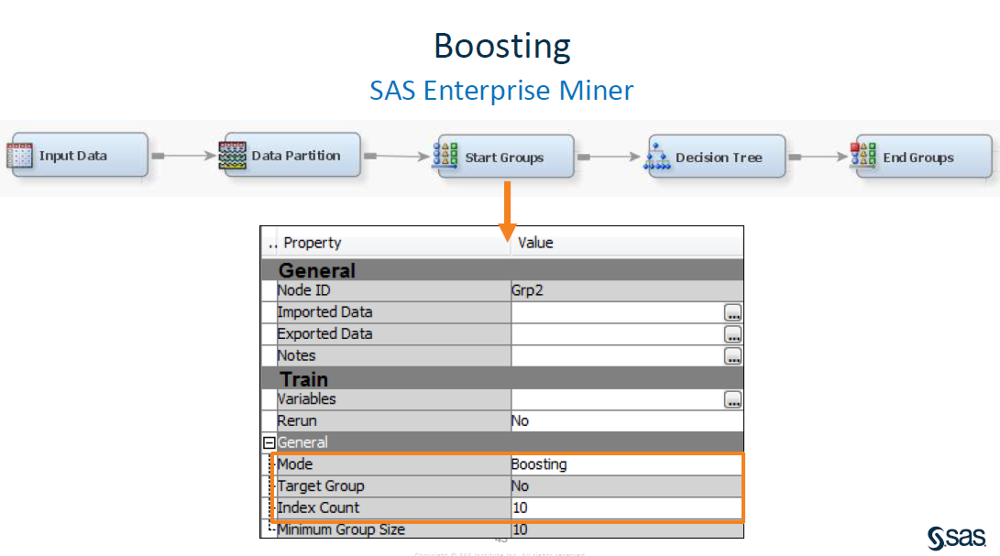 Boosting
SAS Enterprise Miner
Input Data
Data Partition
Start Groups
Decision Tree
End Groups
.. Property Value
General
Node ID Grp2
Imported Data ...
Exported Data ...
Notes ...
Train
Variables ...
Rerun No
General
Mode Boosting
Target Group No
Index Count 10
Minimum Group Size 10
sas